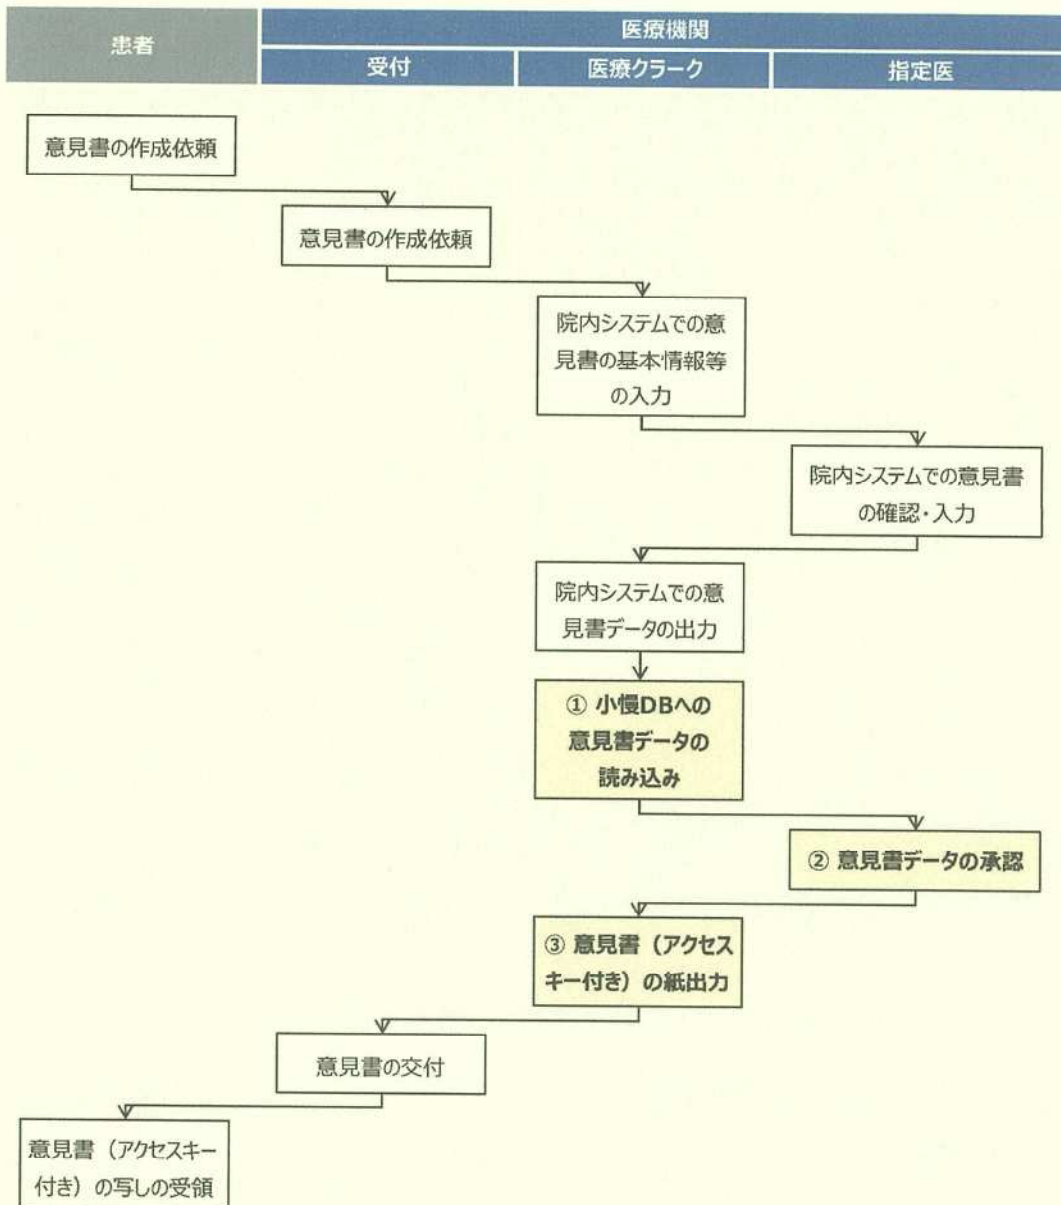 患者
医療機関
受付
医療クラーク
指定医
意見書の作成依頼
意見書の作成依頼
院内システムでの意
見書の基本情報等
の入力
院内システムでの意見書
の確認・入力
院内システムでの意
見書データの出力
① 小慢DBへの
意見書データの
読み込み
② 意見書データの承認
③ 意見書（アクセス
キー付き）の紙出力
意見書の交付
意見書（アクセスキー
付き）の写しの受領